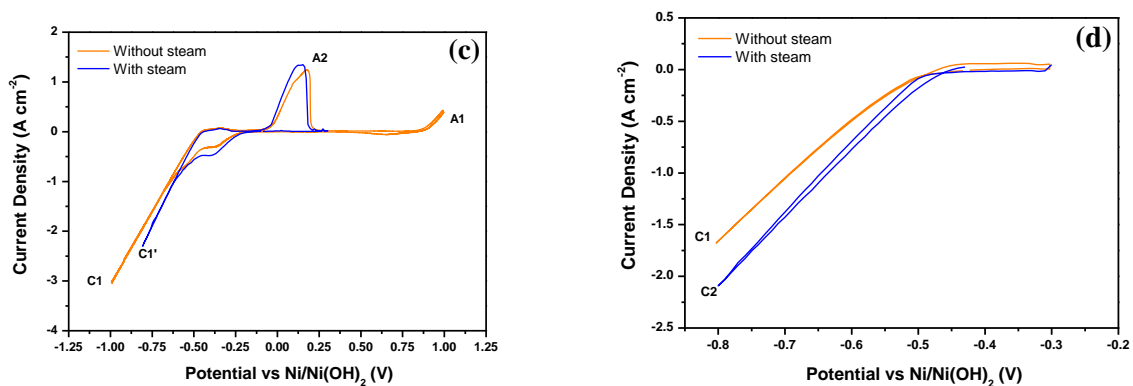 (c)
Without steam
With steam
A2
A1
C1'
C1
2
1
0
-1
-2
-3
-4
-1.25 -1.00 -0.75 -0.50 -0.25 0.00 0.25 0.50 0.75 1.00 1.25
Current Density (A cm-2)
Potential vs Ni/Ni(OH)2 (V)
(d)
Without steam
With steam
C1
C2
0.0
-0.5
-1.0
-1.5
-2.0
-2.5
-0.8 -0.7 -0.6 -0.5 -0.4 -0.3 -0.2
Current Density (A cm-2)
Potential vs Ni/Ni(OH)2 (V)